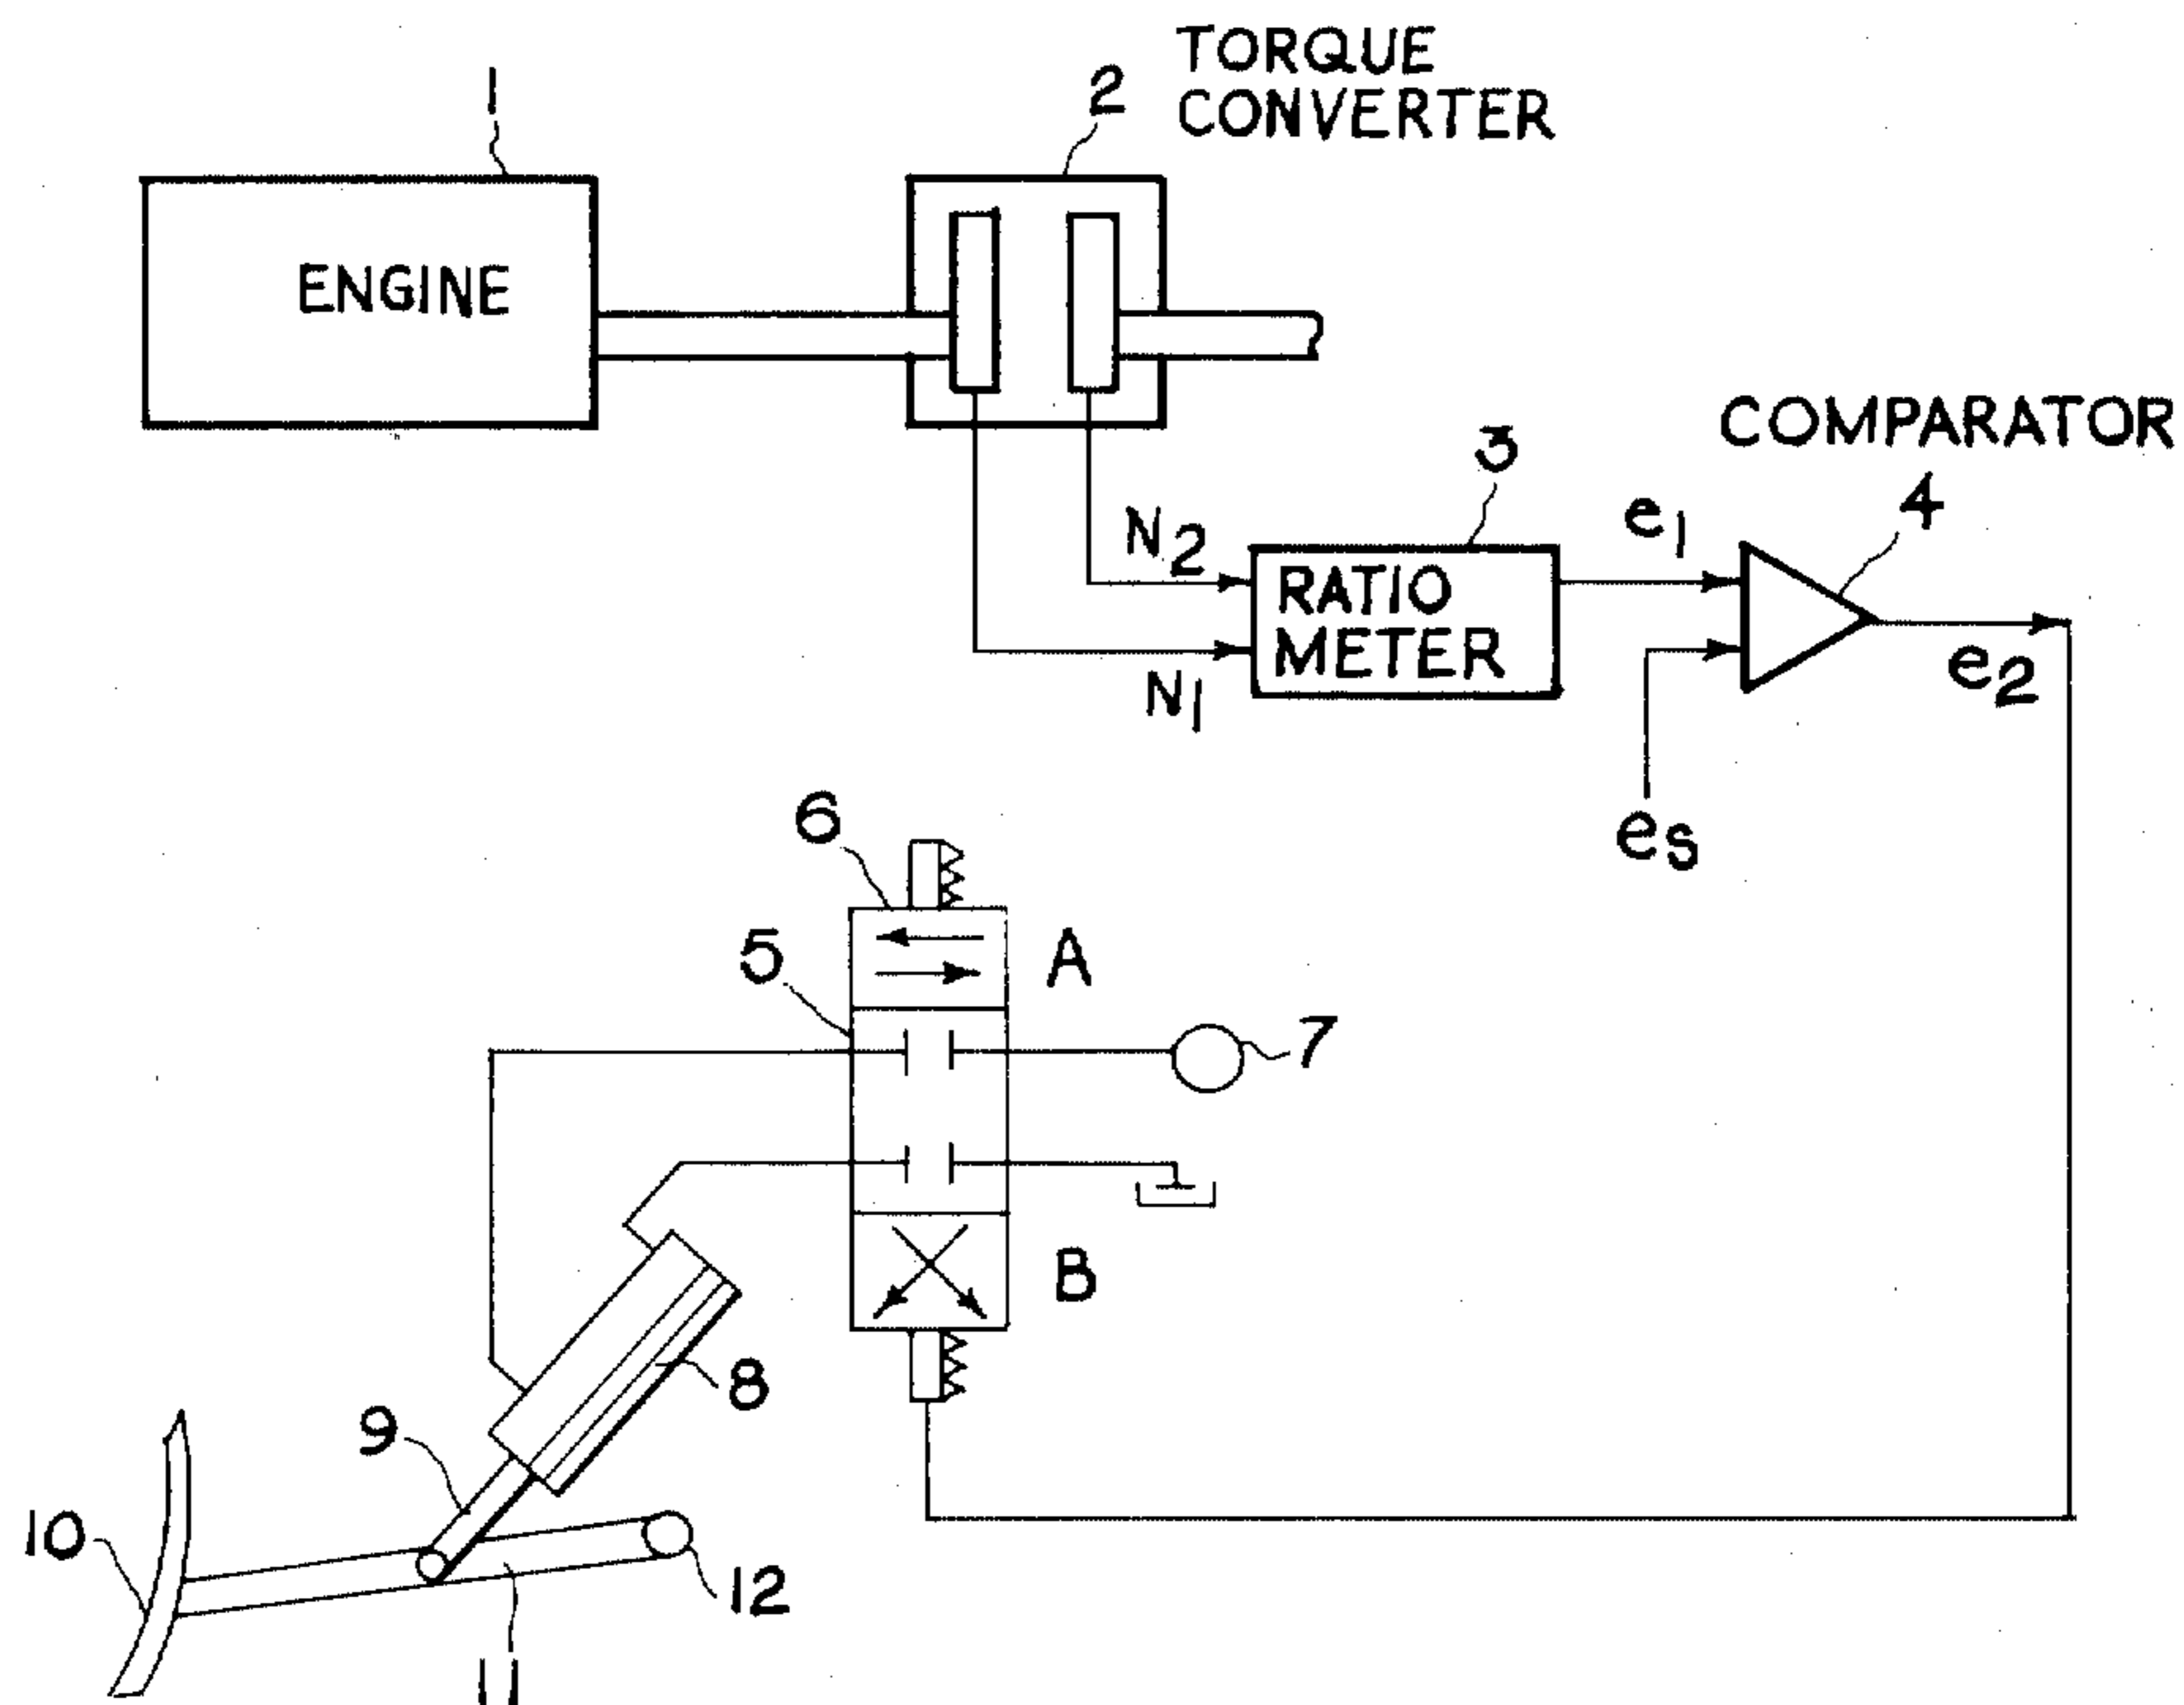 1
2
TORQUE
CONVERTER
ENGINE
COMPARATOR
3
4
N2
e1
RATIO
METER
N1
e2
es
6
5
A
7
B
8
9
10
12
11